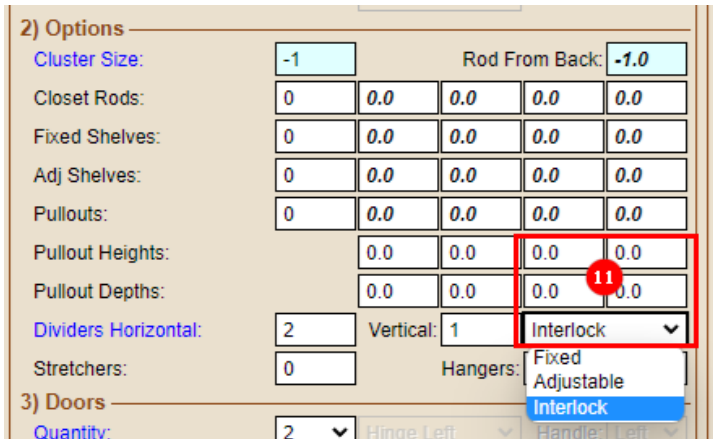 2) Options
Cluster Size: -1 Rod From Back: -1.0
Closet Rods: 0 0.0 0.0 0.0 0.0
Fixed Shelves: 0 0.0 0.0 0.0 0.0
Adj Shelves: 0 0.0 0.0 0.0 0.0
Pullouts: 0 0.0 0.0 0.0 0.0
Pullout Heights: 0.0 0.0 0.0 0.0
11
Pullout Depths: 0.0 0.0 0.0 0.0
Dividers Horizontal: 2 Vertical: 1 Interlock
Stretchers: 0 Hangers:
Fixed
Adjustable
Interlock
3) Doors
Quantity: 2 Hinge Left Handle: Left